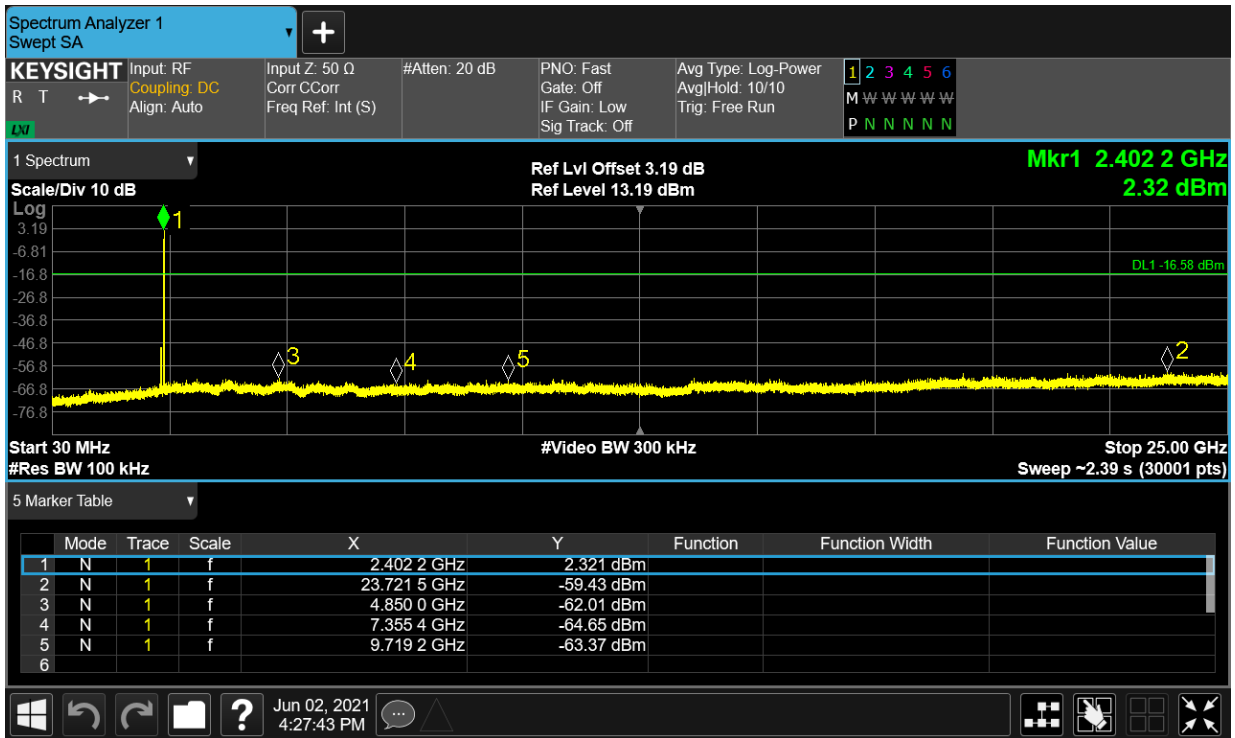 Spectrum Analyzer 1
Swept SA
KEYSIGHT
R T
LXI
Input: RF
Coupling: DC
Align: Auto
Input Z: 50 Ω
Corr CCorr
Freq Ref: Int (S)
#Atten: 20 dB
PNO: Fast
Gate: Off
IF Gain: Low
Sig Track: Off
Avg Type: Log-Power
Avg|Hold: 10/10
Trig: Free Run
1 2 3 4 5 6
M W W W W W
P N N N N N
1 Spectrum
Scale/Div 10 dB
Ref Lvl Offset 3.19 dB
Ref Level 13.19 dBm
Mkr1 2.402 2 GHz
2.32 dBm
Log
3.19
-6.81
-16.8
-26.8
-36.8
-46.8
-56.8
-66.8
-76.8
1
DL1 -16.58 dBm
3
4
5
2
Start 30 MHz
#Res BW 100 kHz
#Video BW 300 kHz
Stop 25.00 GHz
Sweep ~2.39 s (30001 pts)
5 Marker Table
Mode Trace Scale X Y Function Function Width Function Value
1 N 1 f 2.402 2 GHz 2.321 dBm
2 N 1 f 23.721 5 GHz -59.43 dBm
3 N 1 f 4.850 0 GHz -62.01 dBm
4 N 1 f 7.355 4 GHz -64.65 dBm
5 N 1 f 9.719 2 GHz -63.37 dBm
6
?
Jun 02, 2021
4:27:43 PM